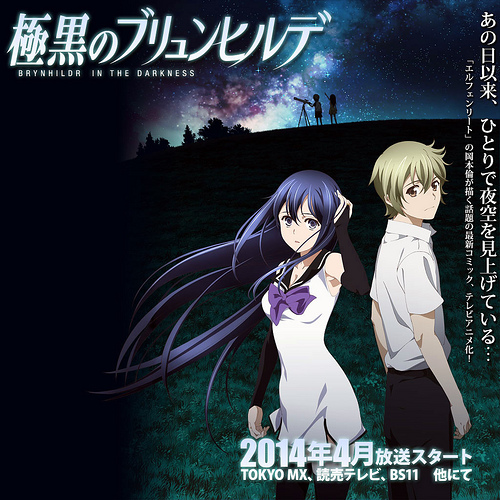 極黒のブリュンヒルデ
BRYNHILDR IN THE DARKNESS
あの日以来、ひとりで夜空を見上げている…
「エルフェンリート」の岡本倫が描く話題の最新コミック、テレビアニメ化！
2014年4月放送スタート
TOKYO MX、読売テレビ、BS11 他にて